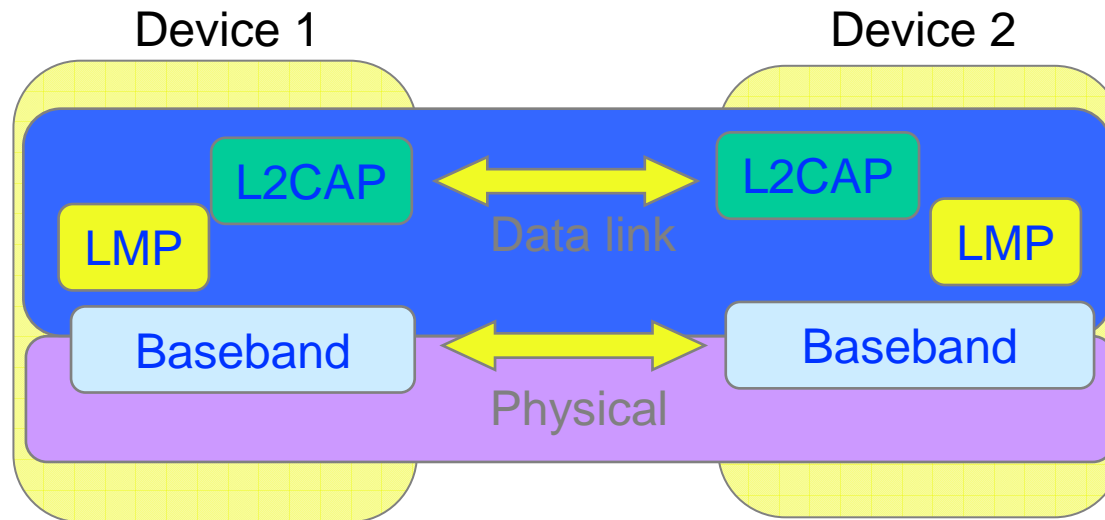 Device 1
Device 2
L2CAP
L2CAP
Data link
LMP
LMP
Baseband
Baseband
Physical